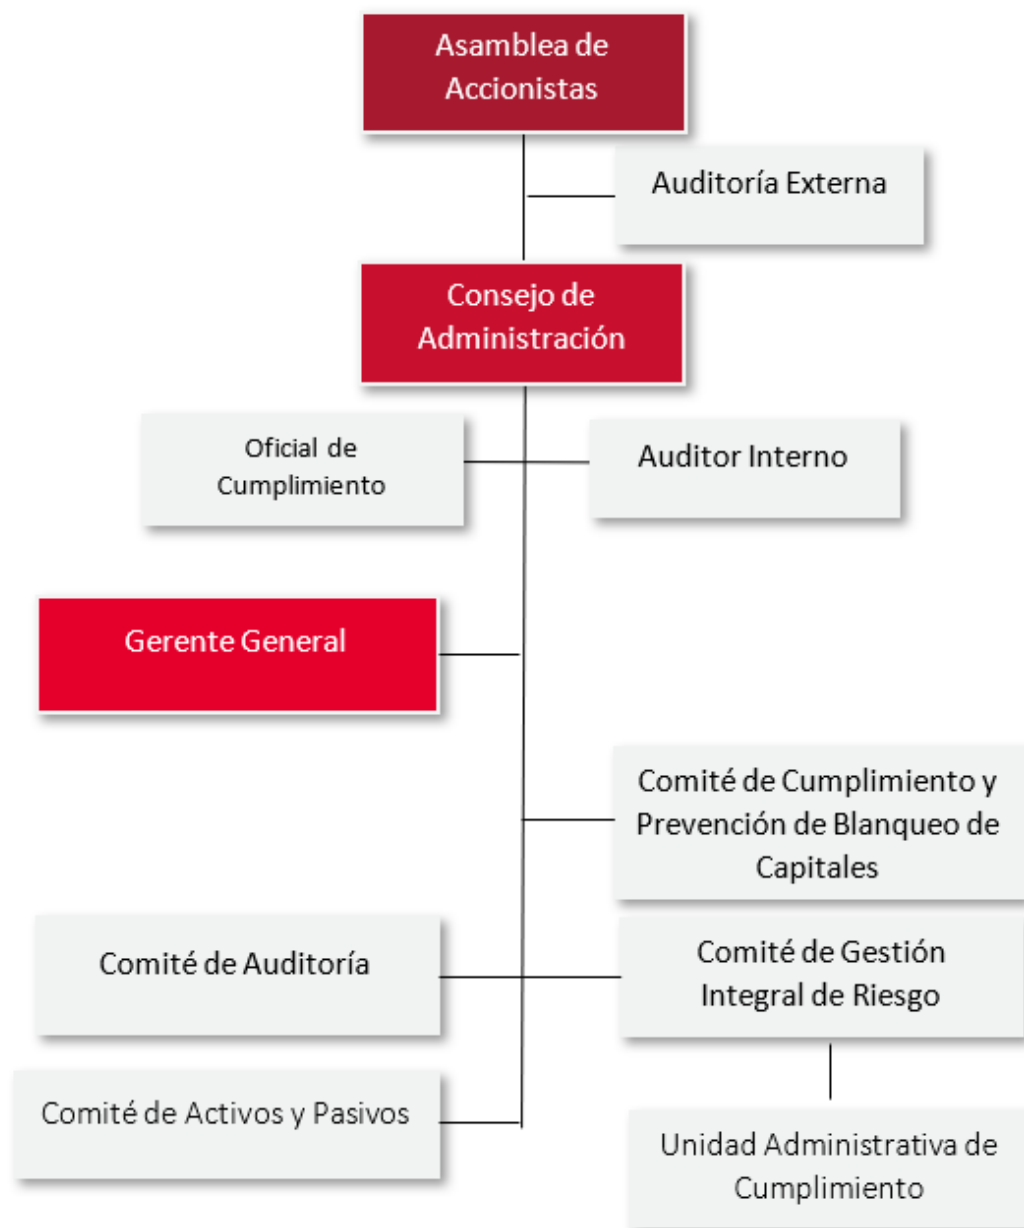 Asamblea de
Accionistas
Auditoría Externa
Consejo de
Administración
Oficial de
Cumplimiento
Auditor Interno
Gerente General
Comité de Cumplimiento y
Prevención de Blanqueo de
Capitales
Comité de Auditoría
Comité de Gestión
Integral de Riesgo
Comité de Activos y Pasivos
Unidad Administrativa de
Cumplimiento